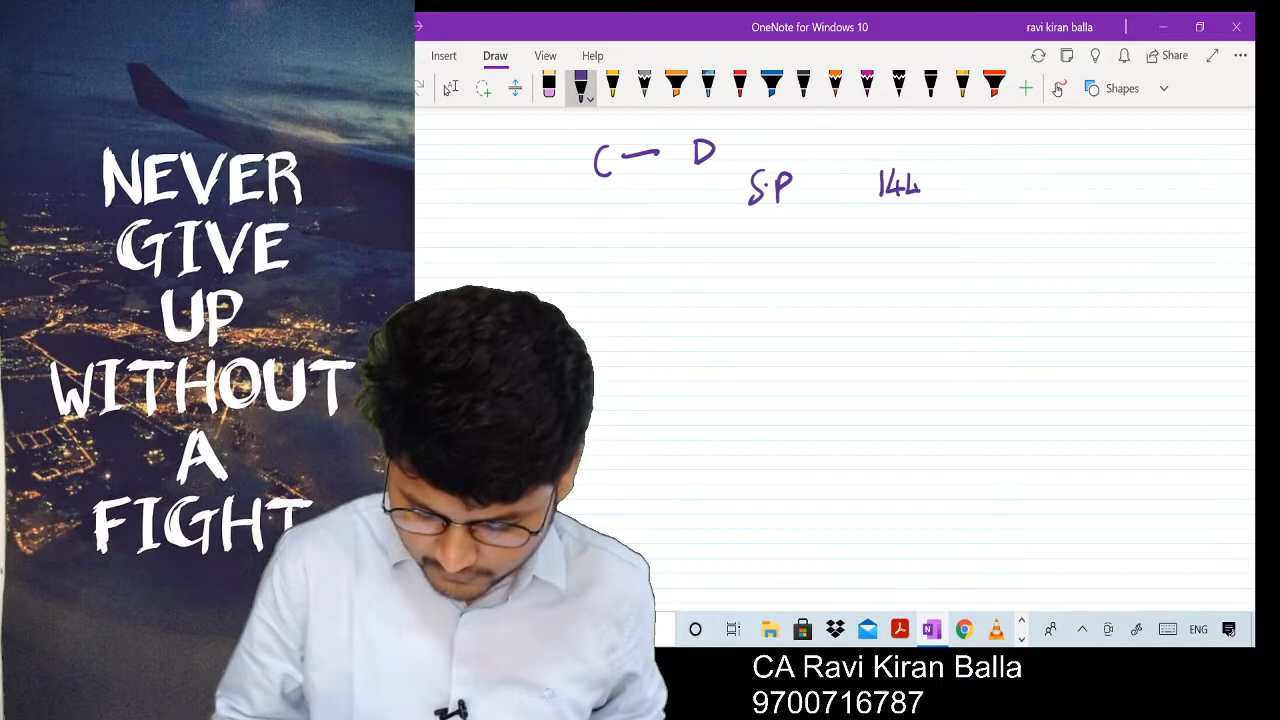 NEVER
GIVE
UP
WITHOUT
A
FIGHT
OneNote for Windows 10
ravi kiran balla
Insert Draw View Help
Share
Shapes
C — D
S.P 144
ENG
CA Ravi Kiran Balla
9700716787